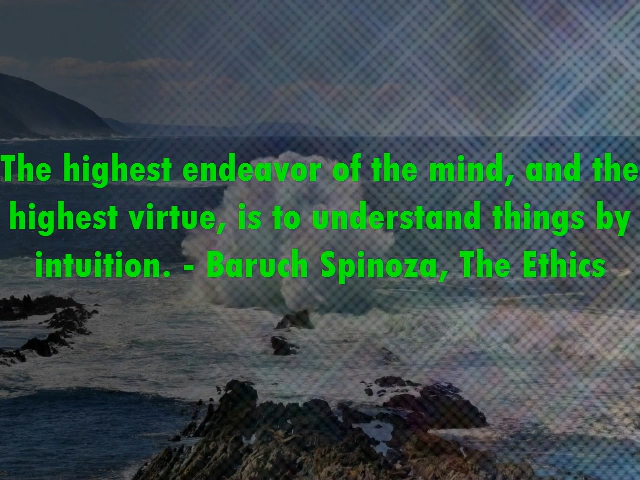 The highest endeavor of the mind, and the
highest virtue, is to understand things by
intuition. - Baruch Spinoza, The Ethics